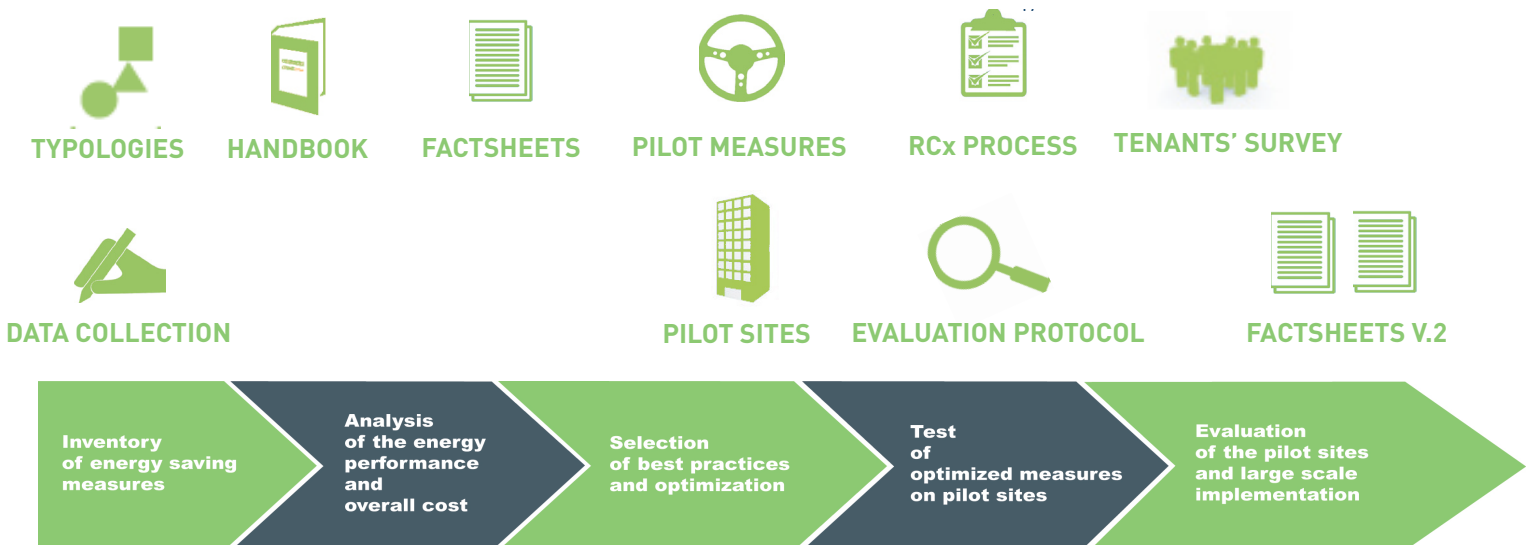 TYPOLOGIES
HANDBOOK
FACTSHEETS
PILOT MEASURES
RCx PROCESS
TENANTS' SURVEY
DATA COLLECTION
PILOT SITES
EVALUATION PROTOCOL
FACTSHEETS V.2
Inventory
of energy saving
measures
Analysis
of the energy
performance
and
overall cost
Selection
of best practices
and optimization
Test
of
optimized measures
on pilot sites
Evaluation
of the pilot sites
and large scale
implementation